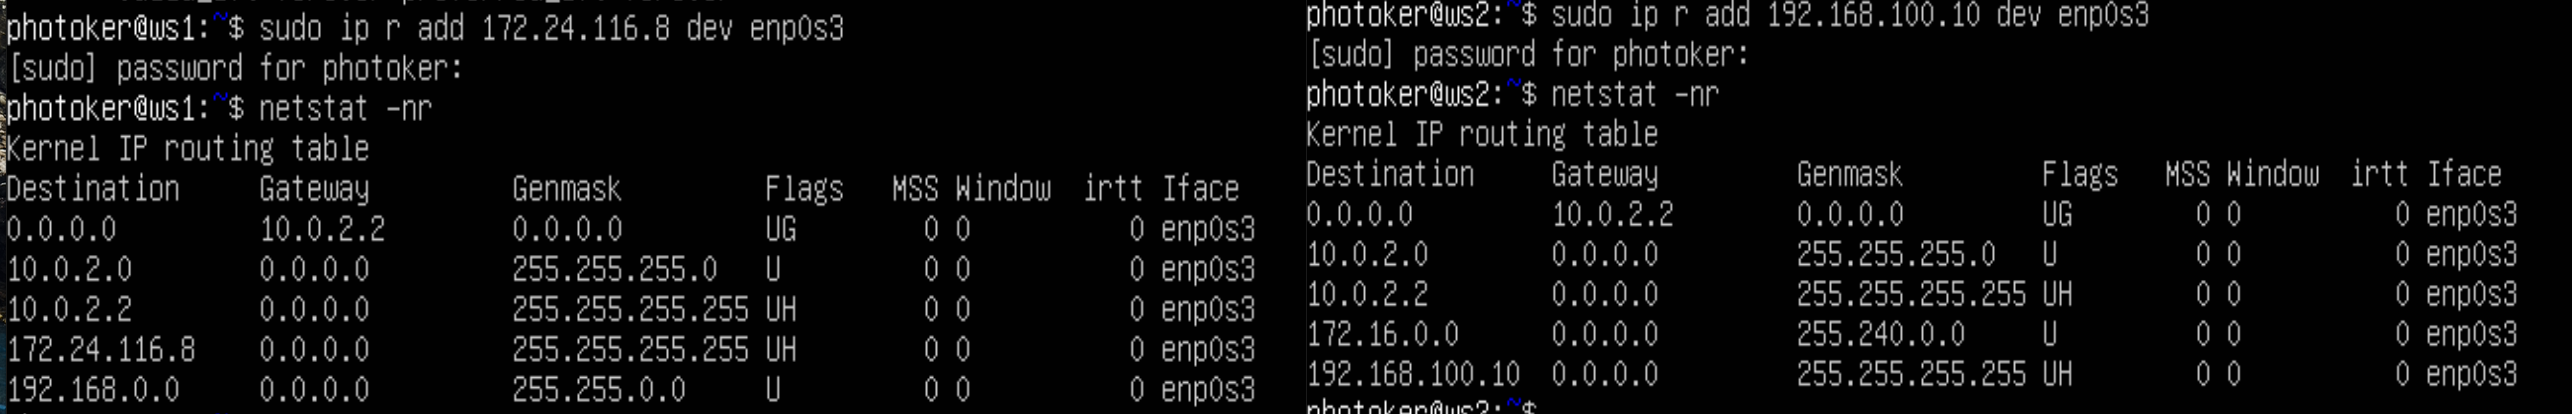 photoker@ws1:~$ sudo ip r add 172.24.116.8 dev enp0s3
[sudo] password for photoker:
photoker@ws1:~$ netstat -nr
Kernel IP routing table
Destination Gateway Genmask Flags MSS Window irtt Iface
0.0.0.0 10.0.2.2 0.0.0.0 UG 0 0 0 enp0s3
10.0.2.0 0.0.0.0 255.255.255.0 U 0 0 0 enp0s3
10.0.2.2 0.0.0.0 255.255.255.255 UH 0 0 0 enp0s3
172.24.116.8 0.0.0.0 255.255.255.255 UH 0 0 0 enp0s3
192.168.0.0 0.0.0.0 255.255.0.0 U 0 0 0 enp0s3
photoker@ws2:~$ sudo ip r add 192.168.100.10 dev enp0s3
[sudo] password for photoker:
photoker@ws2:~$ netstat -nr
Kernel IP routing table
Destination Gateway Genmask Flags MSS Window irtt Iface
0.0.0.0 10.0.2.2 0.0.0.0 UG 0 0 0 enp0s3
10.0.2.0 0.0.0.0 255.255.255.0 U 0 0 0 enp0s3
10.0.2.2 0.0.0.0 255.255.255.255 UH 0 0 0 enp0s3
172.16.0.0 0.0.0.0 255.240.0.0 U 0 0 0 enp0s3
192.168.100.10 0.0.0.0 255.255.255.255 UH 0 0 0 enp0s3
photoker@ws2:~$